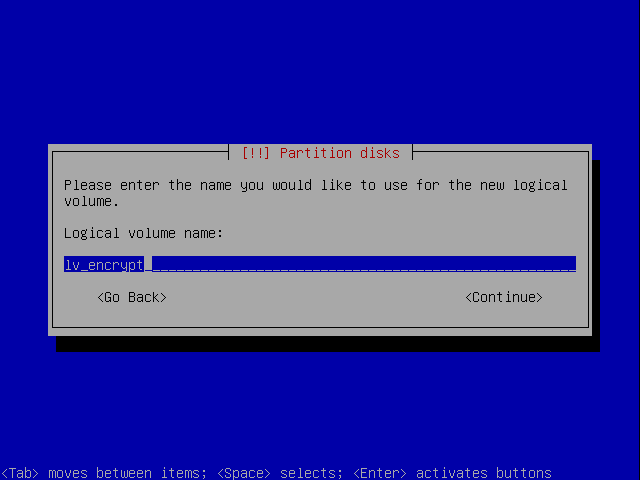 [!!] Partition disks
Please enter the name you would like to use for the new logical
volume.
Logical volume name:
lv_encrypt
<Go Back> <Continue>
<Tab> moves between items; <Space> selects; <Enter> activates buttons